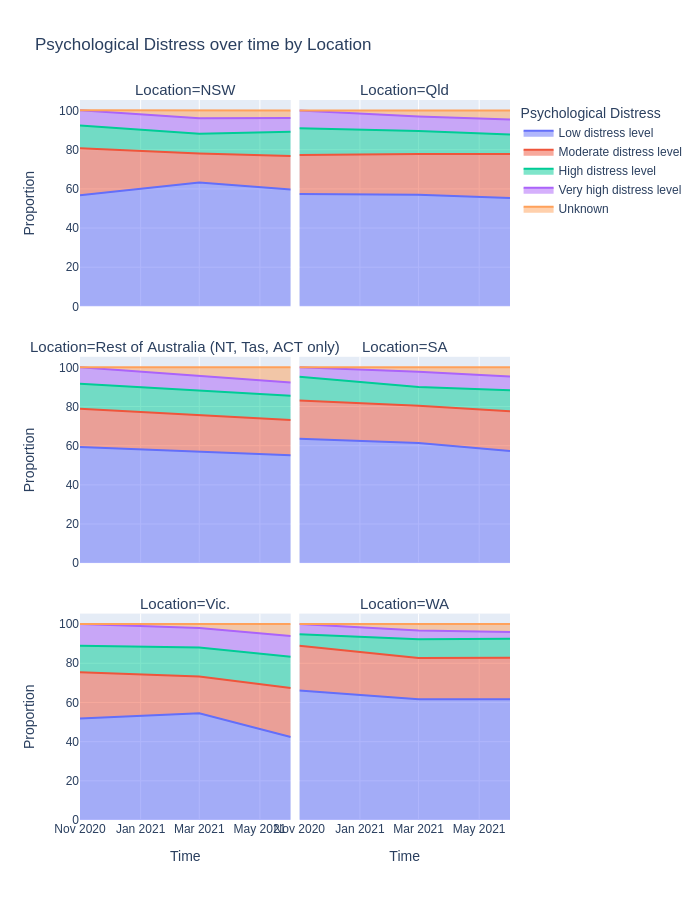 Psychological Distress over time by Location
Location=NSW
Location=Qld
Psychological Distress
Low distress level
Moderate distress level
High distress level
Very high distress level
Unknown
100
80
60
40
20
0
Proportion
Location=Rest of Australia (NT, Tas, ACT only)
Location=SA
100
80
60
40
20
0
Proportion
Location=Vic.
Location=WA
100
80
60
40
20
0
Proportion
Nov 2020 Jan 2021 Mar 2021 May 2021
Nov 2020 Jan 2021 Mar 2021 May 2021
Time
Time